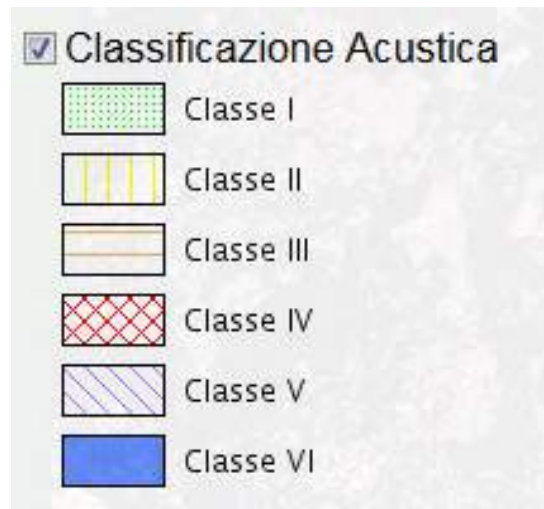 Classificazione Acustica
Classe I
Classe II
Classe III
Classe IV
Classe V
Classe VI